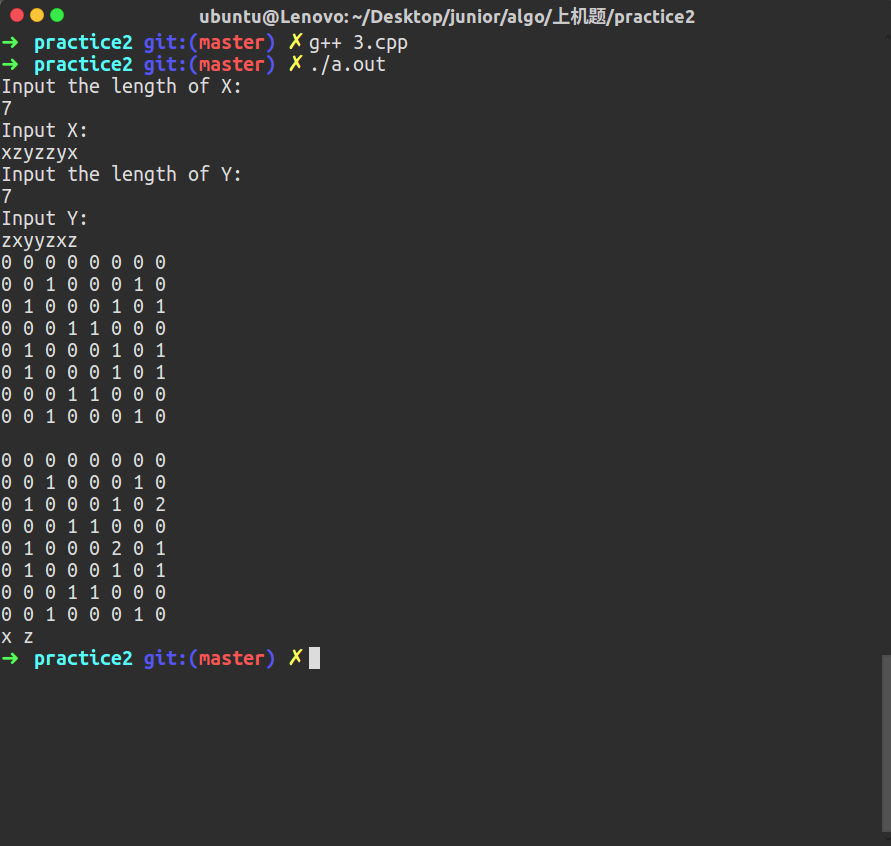 ubuntu@Lenovo: ~/Desktop/junior/algo/上机题/practice2
➜ practice2 git:(master) ✗ g++ 3.cpp
➜ practice2 git:(master) ✗ ./a.out
Input the length of X:
7
Input X:
xzyzzyx
Input the length of Y:
7
Input Y:
zxyyzxz
0 0 0 0 0 0 0 0
0 0 1 0 0 0 1 0
0 1 0 0 0 1 0 1
0 0 0 1 1 0 0 0
0 1 0 0 0 1 0 1
0 1 0 0 0 1 0 1
0 0 0 1 1 0 0 0
0 0 1 0 0 0 1 0

0 0 0 0 0 0 0 0
0 0 1 0 0 0 1 0
0 1 0 0 0 1 0 2
0 0 0 1 1 0 0 0
0 1 0 0 0 2 0 1
0 1 0 0 0 1 0 1
0 0 0 1 1 0 0 0
0 0 1 0 0 0 1 0
x z
➜ practice2 git:(master) ✗